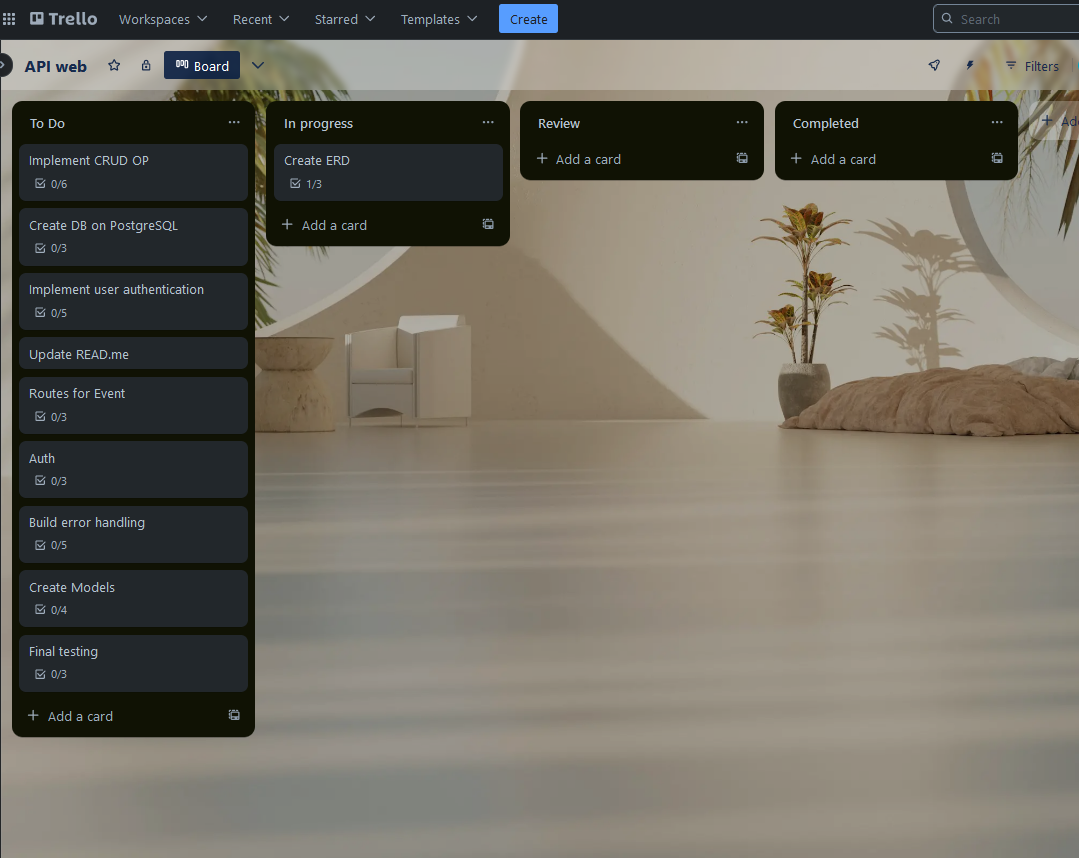 Trello Workspaces Recent Starred Templates Create Search
API web Board Filters
To Do
Implement CRUD OP
0/6
Create DB on PostgreSQL
0/3
Implement user authentication
0/5
Update READ.me
Routes for Event
0/3
Auth
0/3
Build error handling
0/5
Create Models
0/4
Final testing
0/3
+ Add a card
In progress
Create ERD
1/3
+ Add a card
Review
+ Add a card
Completed
+ Add a card
+ Add